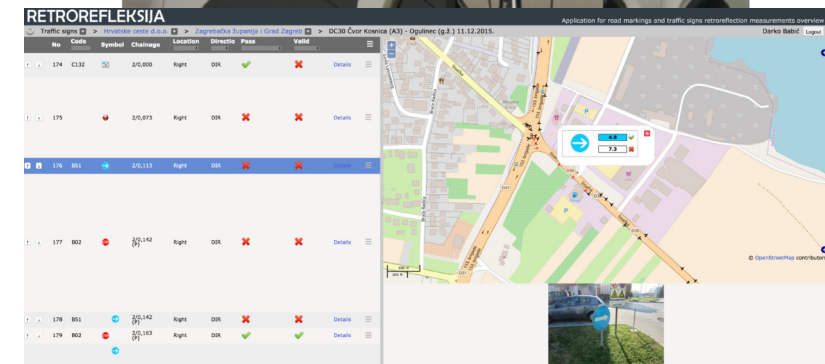 RETROREFLEKSIJA
Application for road markings and traffic signs retroreflection measurements overview
Traffic signs > Hrvatske ceste d.o.o. > Zagrebačka županija i Grad Zagreb > DC30 Čvor Kosnica (A3) - Ogulinec (g.ž.) 11.12.2015.
Darko Babić Logout
No Code Symbol Chainage Location Directio Pass Valid
174 C132 2/0,000 Right DIR Details
175 2/0,073 Right DIR Details
176 B51 2/0,113 Right DIR Details
177 B02 2/0,142 (P) Right DIR Details
178 B51 2/0,142 (P) Right DIR Details
179 B02 2/0,163 (P) Right DIR Details
4.8
7.3
P
D30
D30
D31
© OpenStreetMap contributors